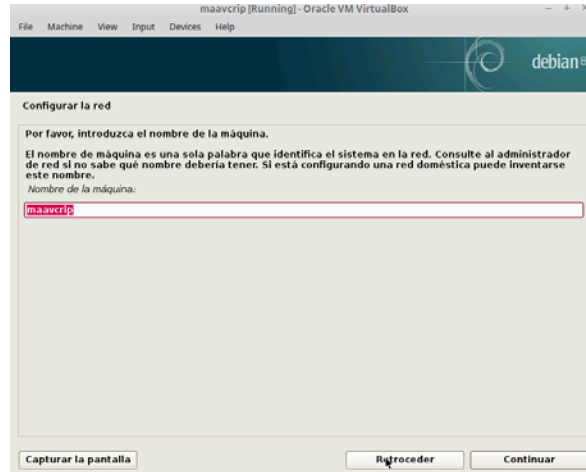 maavcrip [Running] - Oracle VM VirtualBox
File Machine View Input Devices Help
debian
Configurar la red
Por favor, introduzca el nombre de la máquina.
El nombre de máquina es una sola palabra que identifica el sistema en la red. Consulte al administrador
de red si no sabe qué nombre debería tener. Si está configurando una red doméstica puede inventarse
este nombre.
Nombre de la máquina:
maavcrip
Capturar la pantalla Retroceder Continuar